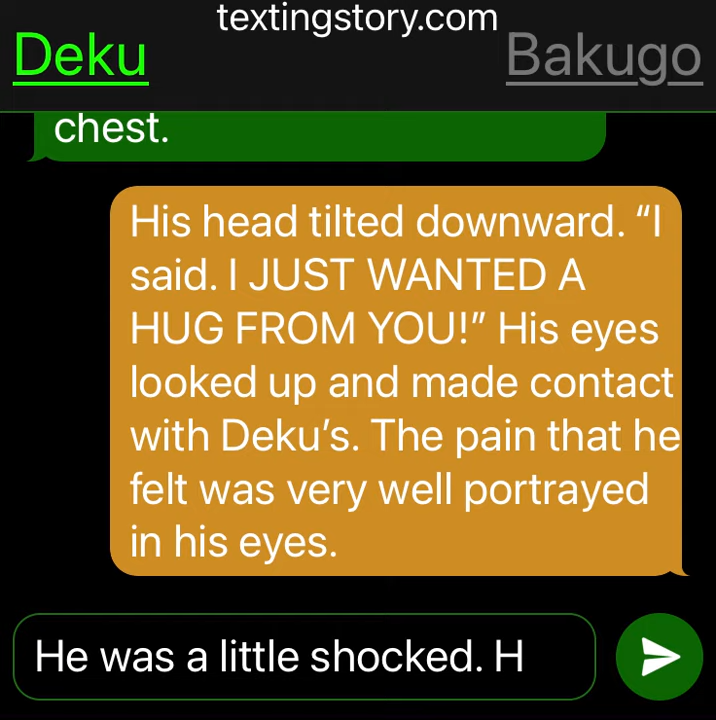 textingstory.com
Deku
Bakugo
chest.
His head tilted downward. “I
said. I JUST WANTED A
HUG FROM YOU!” His eyes
looked up and made contact
with Deku’s. The pain that he
felt was very well portrayed
in his eyes.
He was a little shocked. H